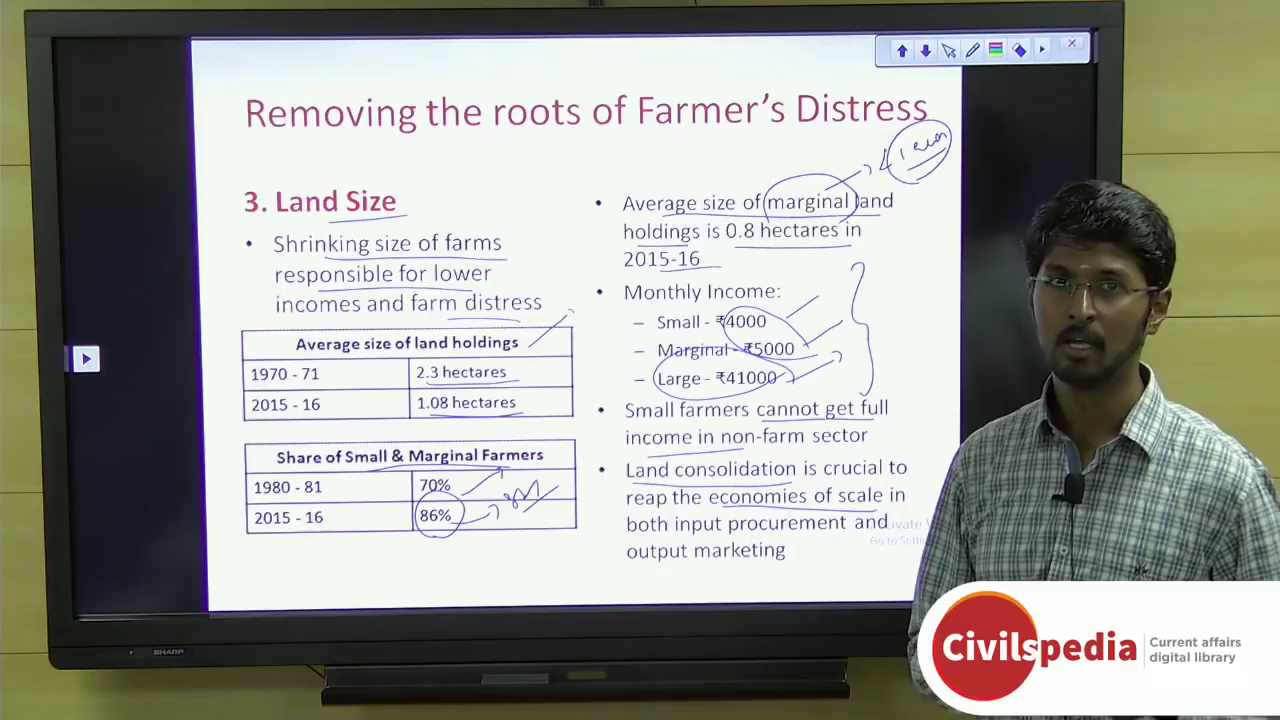 Removing the roots of Farmer's Distress
3. Land Size
• Shrinking size of farms
responsible for lower
incomes and farm distress
Average size of land holdings
1970 - 71 2.3 hectares
2015 - 16 1.08 hectares
Share of Small & Marginal Farmers
1980 - 81 70%
2015 - 16 86%
• Average size of marginal land
holdings is 0.8 hectares in
2015-16
• Monthly Income:
– Small - ₹4000
– Marginal - ₹5000
– Large - ₹41000
• Small farmers cannot get full
income in non-farm sector
• Land consolidation is crucial to
reap the economies of scale in
both input procurement and
output marketing
Go to
SHARP
Civilspedia
Current affairs
digital library